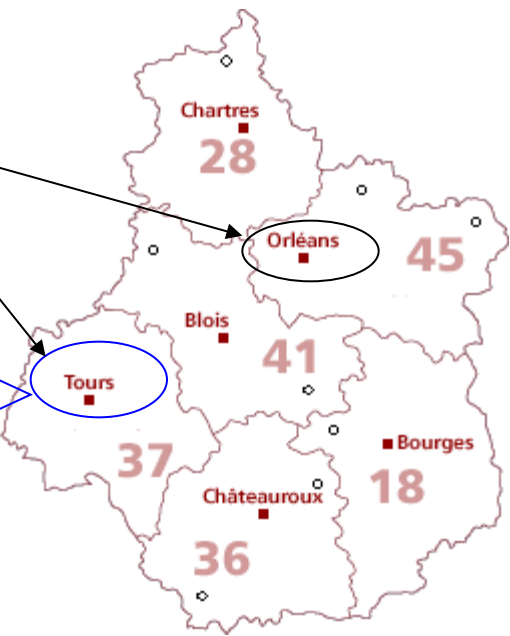 Chartres
28
Orléans
45
Blois
41
Tours
37
Bourges
18
Châteauroux
36